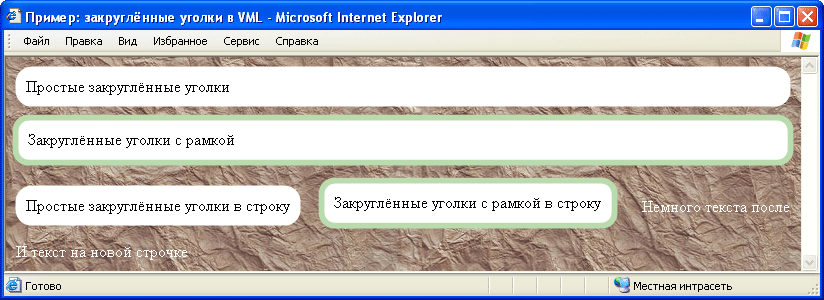 Пример: закруглённые уголки в VML - Microsoft Internet Explorer
Файл Правка Вид Избранное Сервис Справка
Простые закруглённые уголки
Закруглённые уголки с рамкой
Простые закруглённые уголки в строку Закруглённые уголки с рамкой в строку Немного текста после
И текст на новой строчке
Готово Местная интрасеть